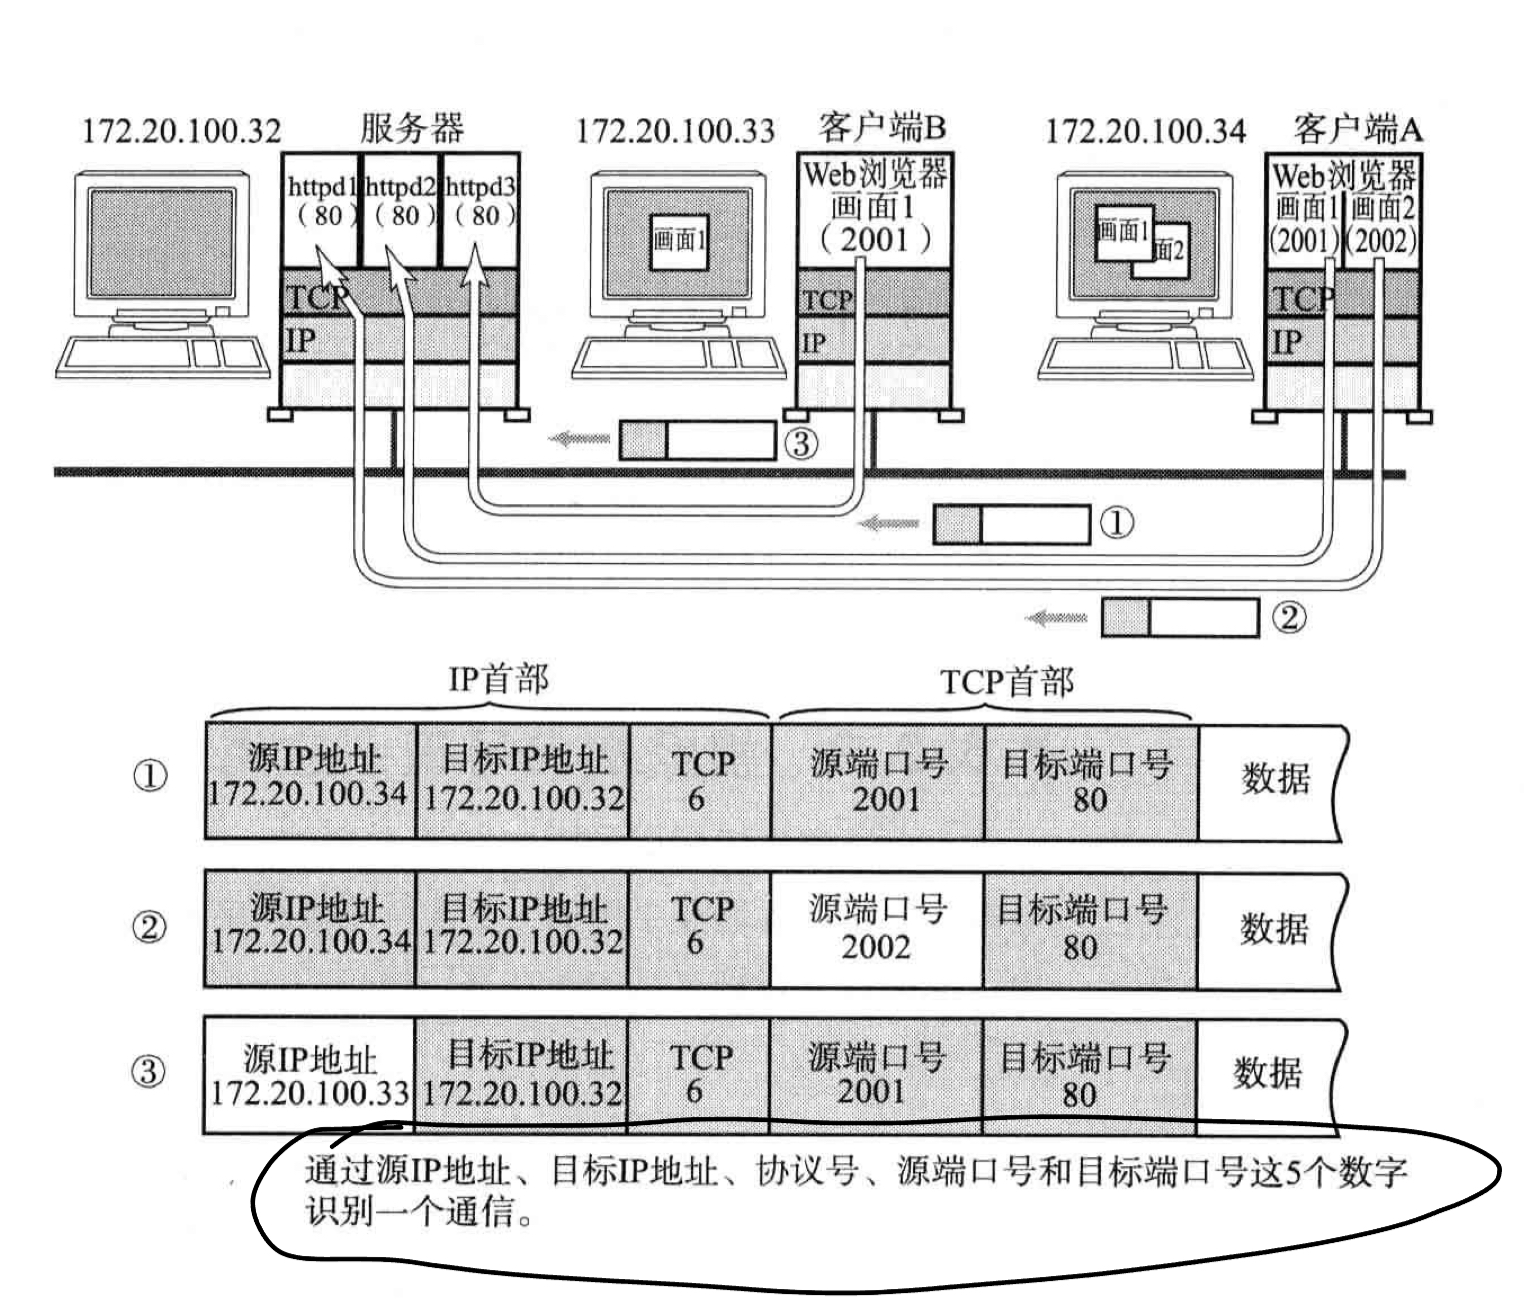 172.20.100.32
服务器
172.20.100.33
客户端B
172.20.100.34
客户端A
httpd1
(80)
httpd2
(80)
httpd3
(80)
TCP
IP
画面1
Web浏览器
画面1
(2001)
TCP
IP
画面1
面2
Web浏览器
画面1
(2001)
画面2
(2002)
TCP
IP
③
①
②
IP首部
TCP首部
①
源IP地址
172.20.100.34
目标IP地址
172.20.100.32
TCP
6
源端口号
2001
目标端口号
80
数据
②
源IP地址
172.20.100.34
目标IP地址
172.20.100.32
TCP
6
源端口号
2002
目标端口号
80
数据
③
源IP地址
172.20.100.33
目标IP地址
172.20.100.32
TCP
6
源端口号
2001
目标端口号
80
数据
通过源IP地址、目标IP地址、协议号、源端口号和目标端口号这5个数字
识别一个通信。